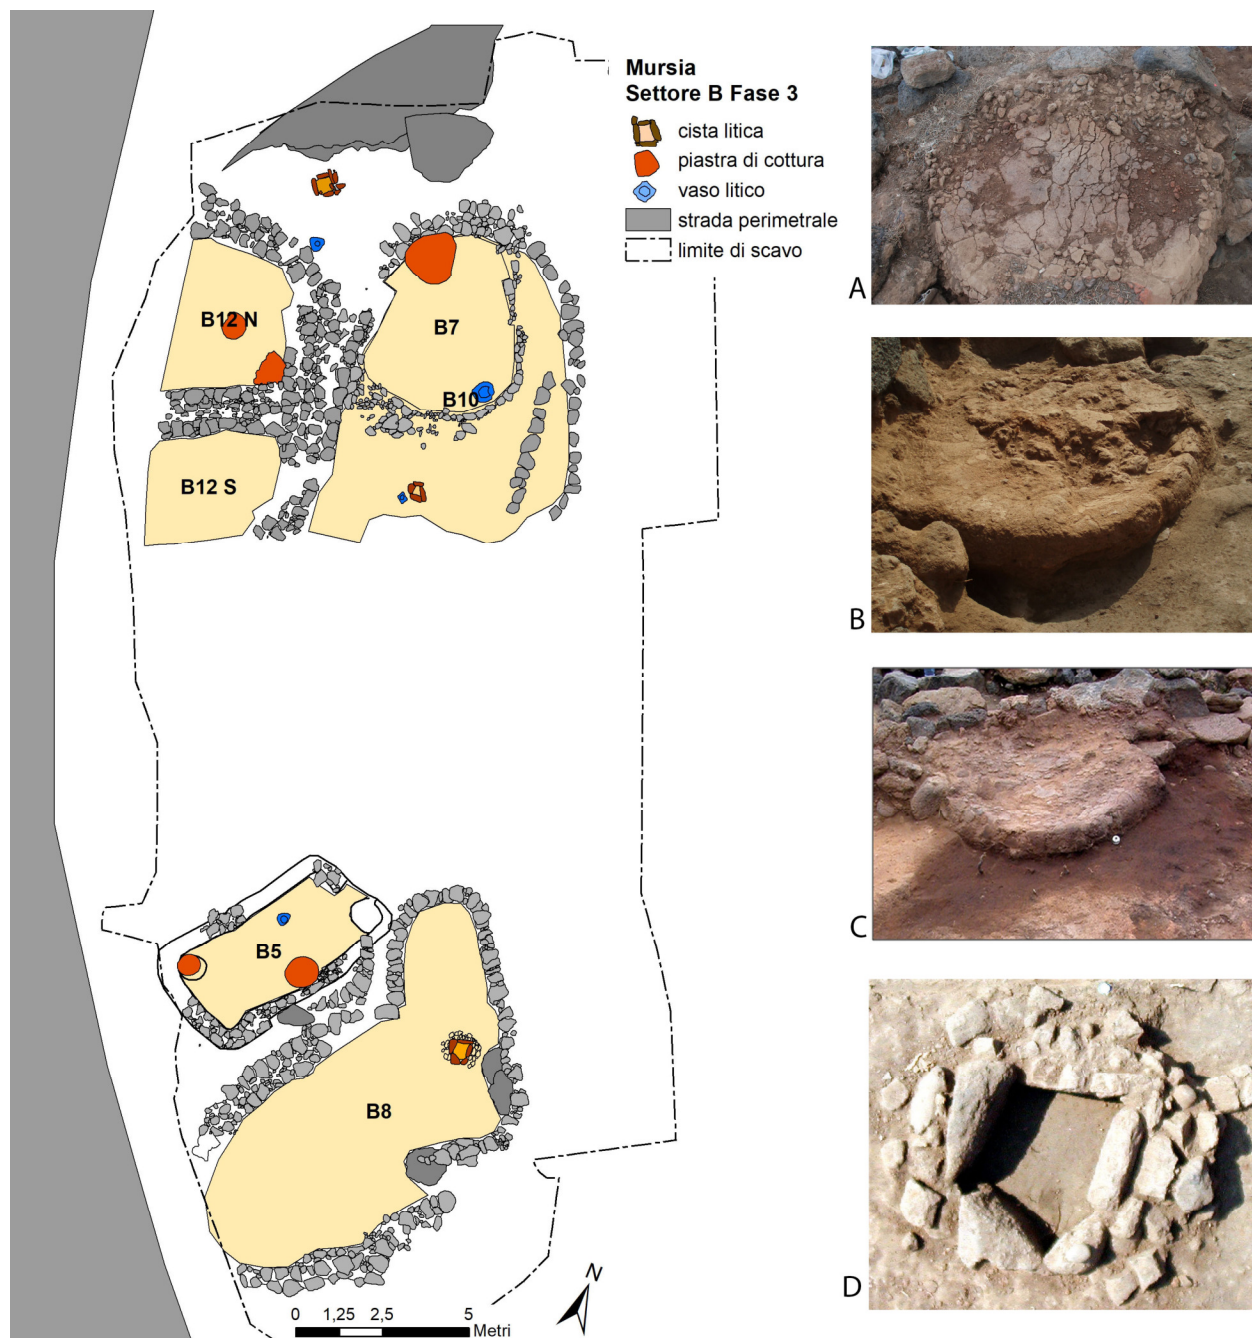 Mursia
Settore B Fase 3
cista litica
piastra di cottura
vaso litico
strada perimetrale
limite di scavo
A
B12 N
B7
B10
B12 S
B
C
B5
B8
D
N
0 1,25 2,5 5
Metri